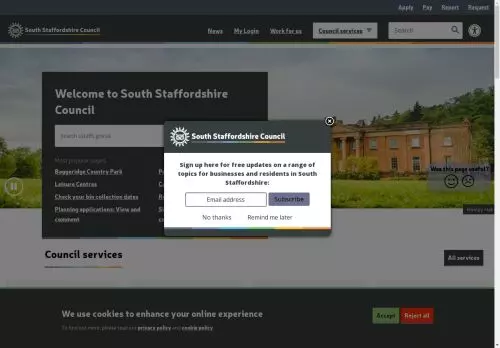 Apply Pay Report Request
South Staffordshire Council
News My Login Work for us Council services Search
Welcome to South Staffordshire
Council
Search sstaffs.gov.uk
Most popular pages
Baggeridge Country Park
Leisure Centres
Check your bin collection dates
Planning applications: View and
comment
South Staffordshire Council
Sign up here for free updates on a range of
topics for businesses and residents in South
Staffordshire:
Email address Subscribe
No thanks Remind me later
Was this page useful?
Council services
All services
We use cookies to enhance your online experience
To find out more, please read our privacy policy and cookie policy.
Accept Reject all